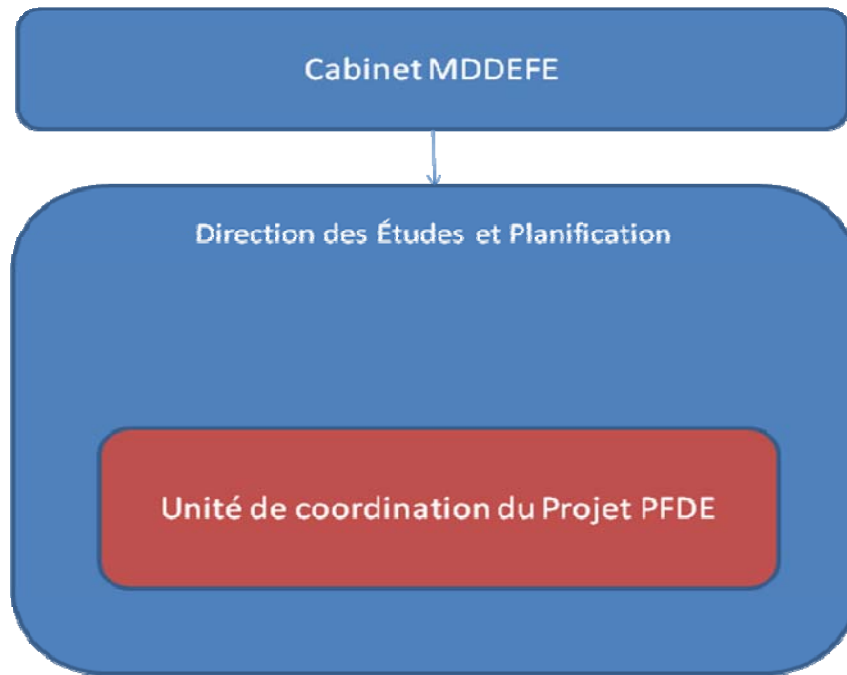 Cabinet MDDEFE
Direction des Études et Planification
Unité de coordination du Projet PFDE